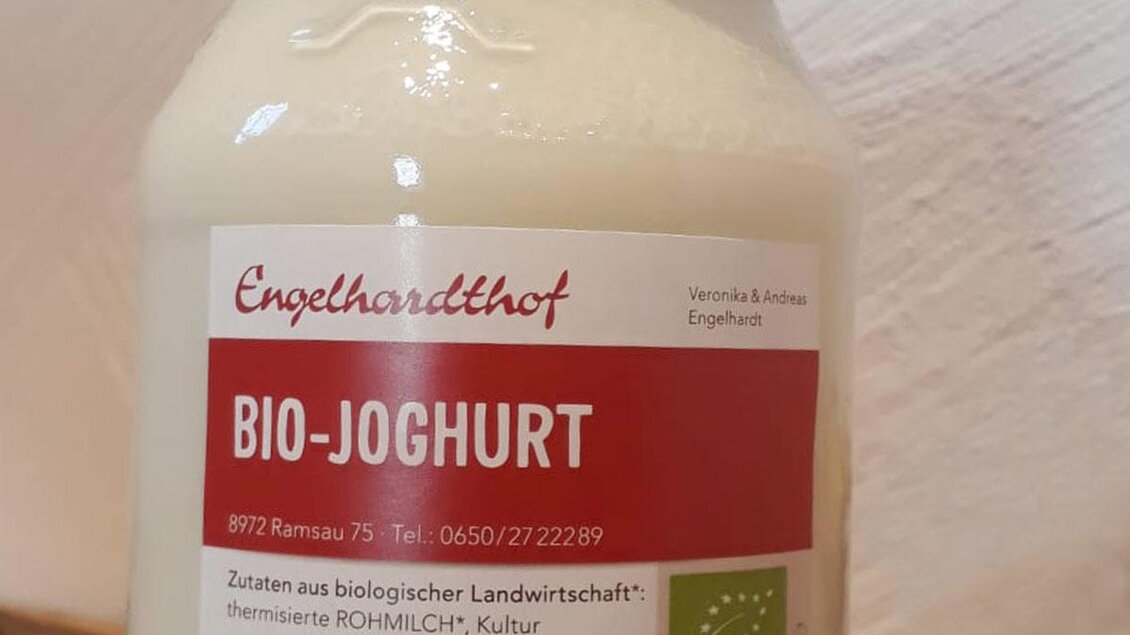 Engelhardthof
Veronika & Andreas
Engelhardt
BIO-JOGHURT
8972 Ramsau 75 · Tel.: 0650/2722289
Zutaten aus biologischer Landwirtschaft*:
thermisierte ROHMILCH*, Kultur